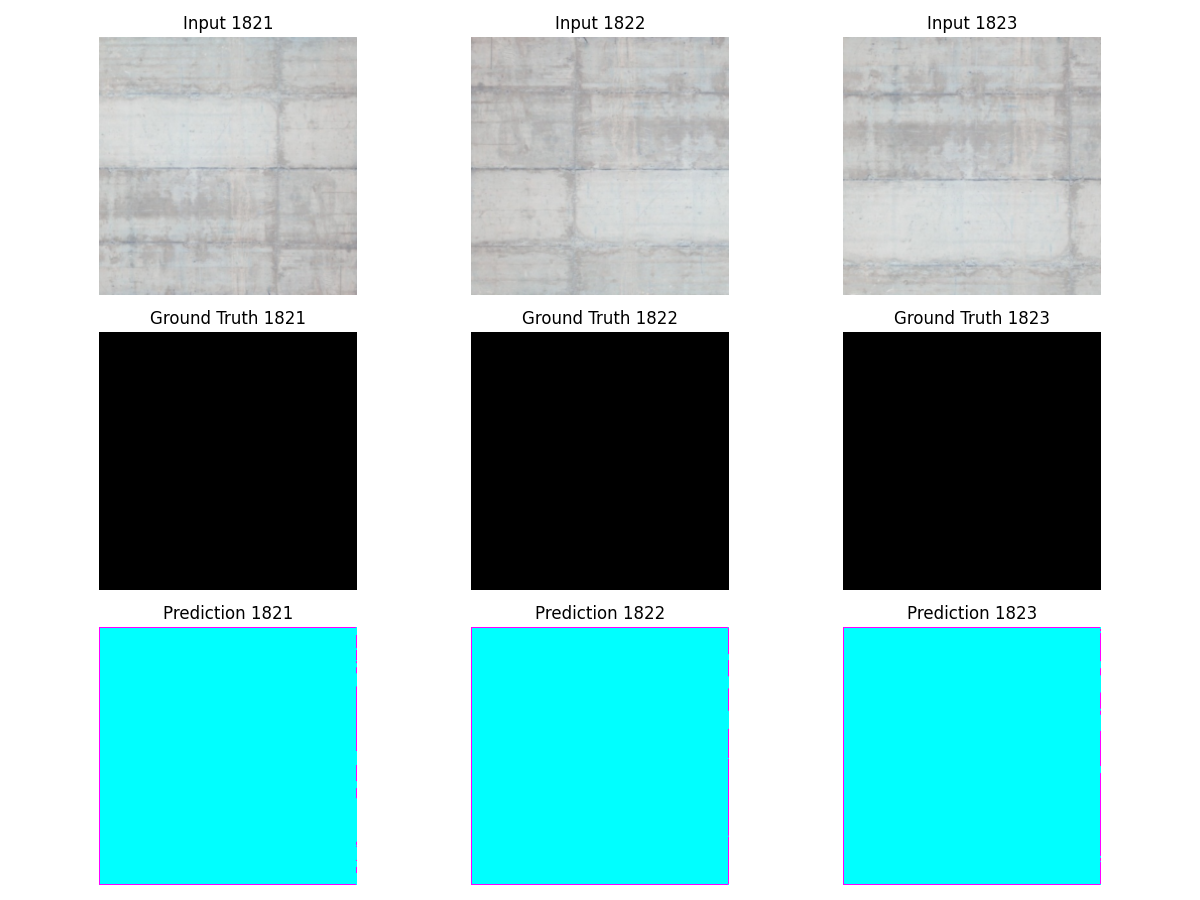 Input 1821
Input 1822
Input 1823
Ground Truth 1821
Ground Truth 1822
Ground Truth 1823
Prediction 1821
Prediction 1822
Prediction 1823